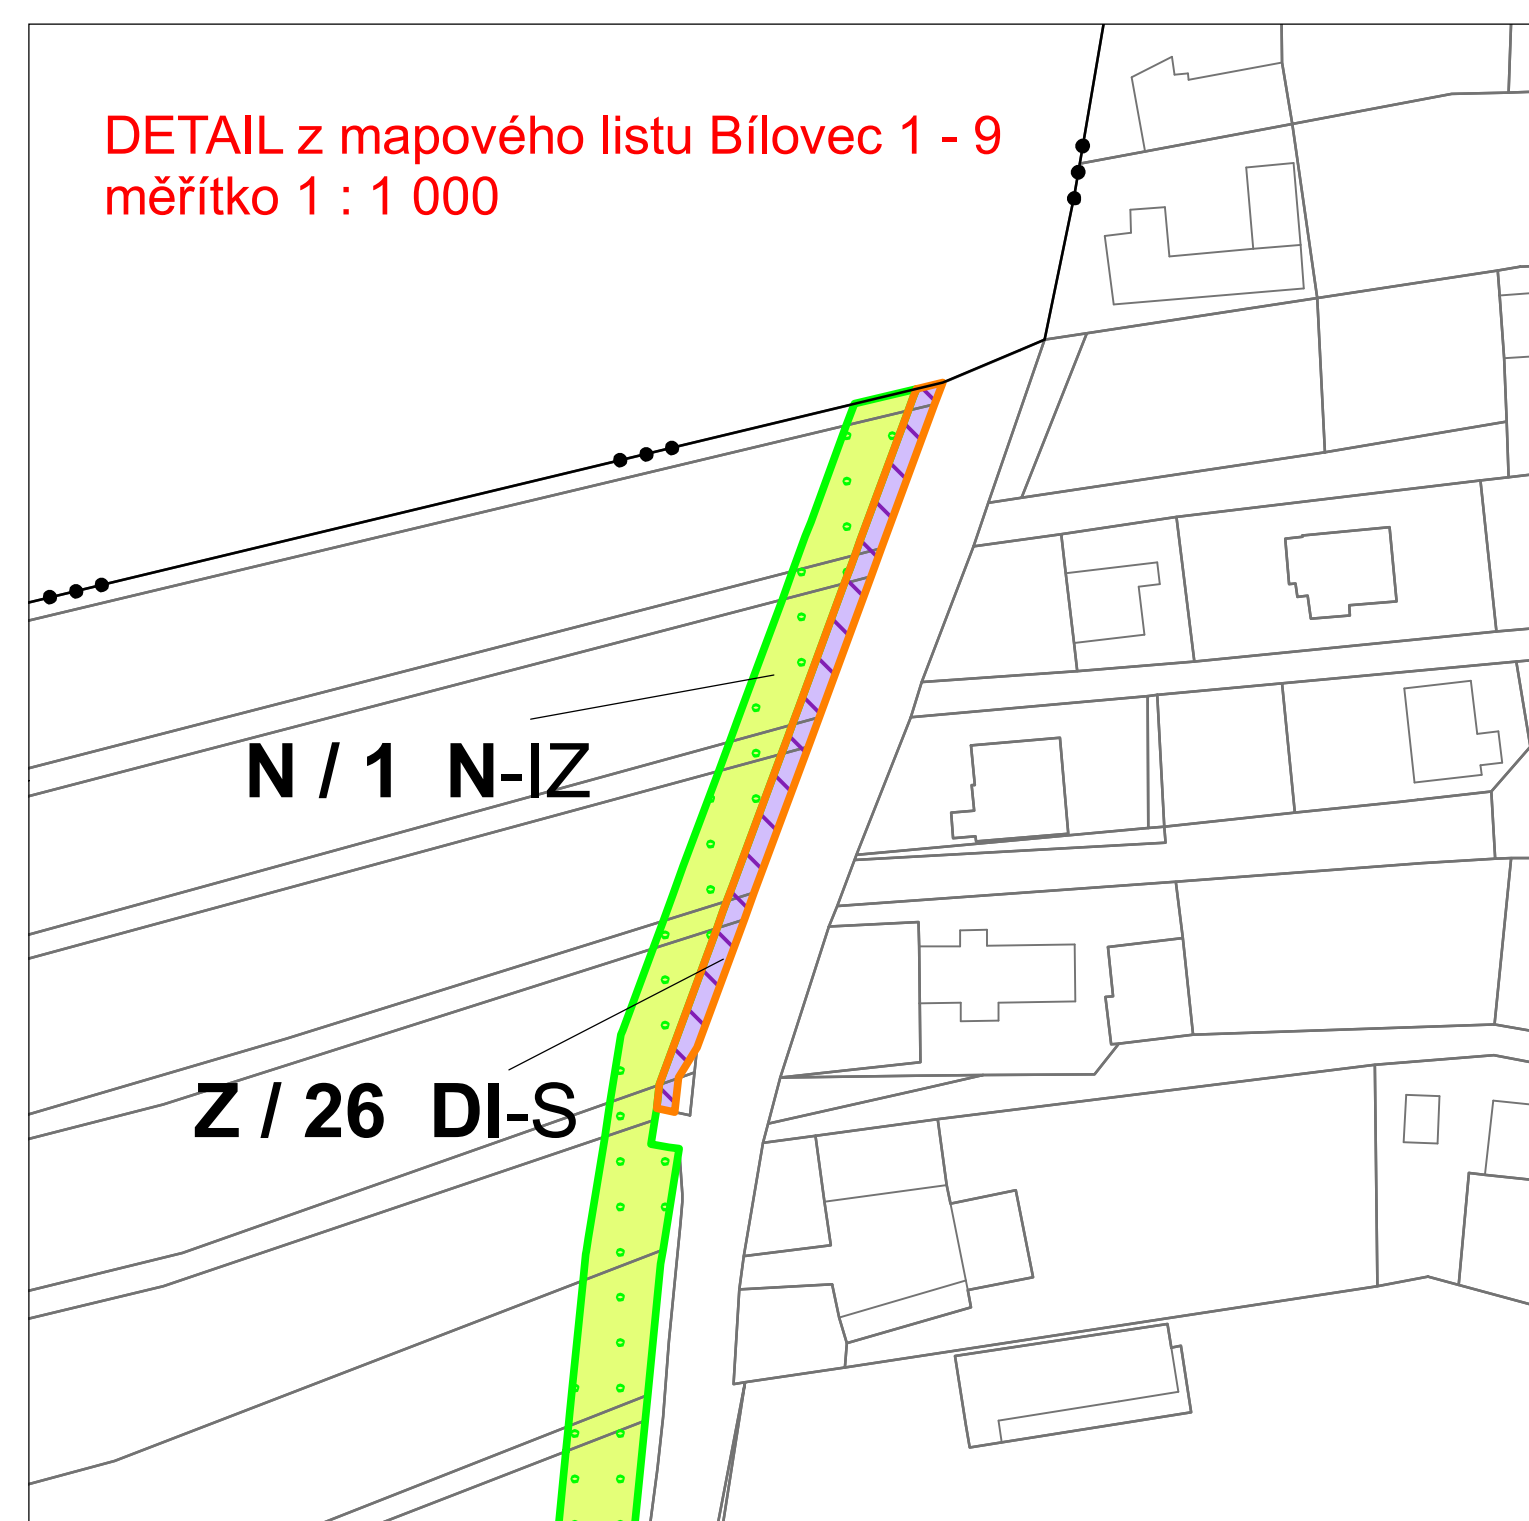 DETAIL z mapového listu Bílovec 1 - 9
měřítko 1 : 1 000
N / 1 N-IZ
Z / 26 DI-S